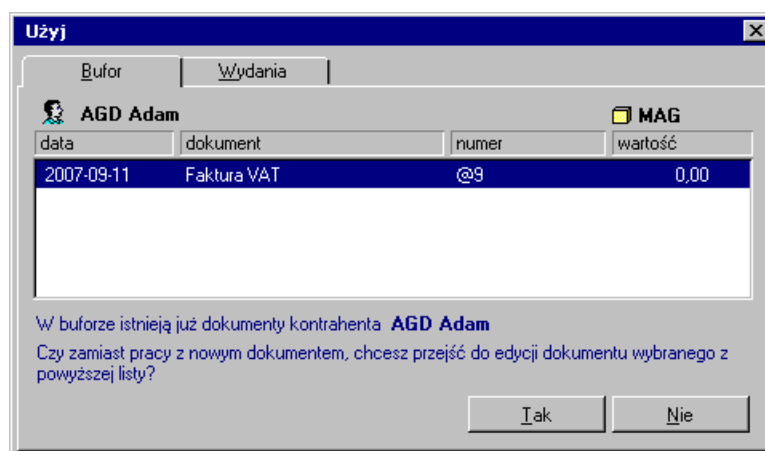 Użyj
Bufor Wydania
AGD Adam MAG
data dokument numer wartość
2007-09-11 Faktura VAT @9 0,00
W buforze istnieją już dokumenty kontrahenta AGD Adam
Czy zamiast pracy z nowym dokumentem, chcesz przejść do edycji dokumentu wybranego z
powyższej listy?
Tak Nie